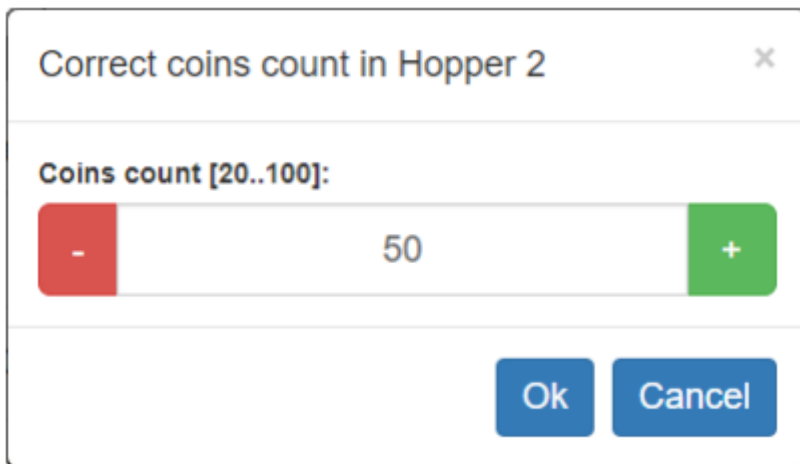 Correct coins count in Hopper 2 ×
Coins count [20..100]:
- 50 +
Ok Cancel